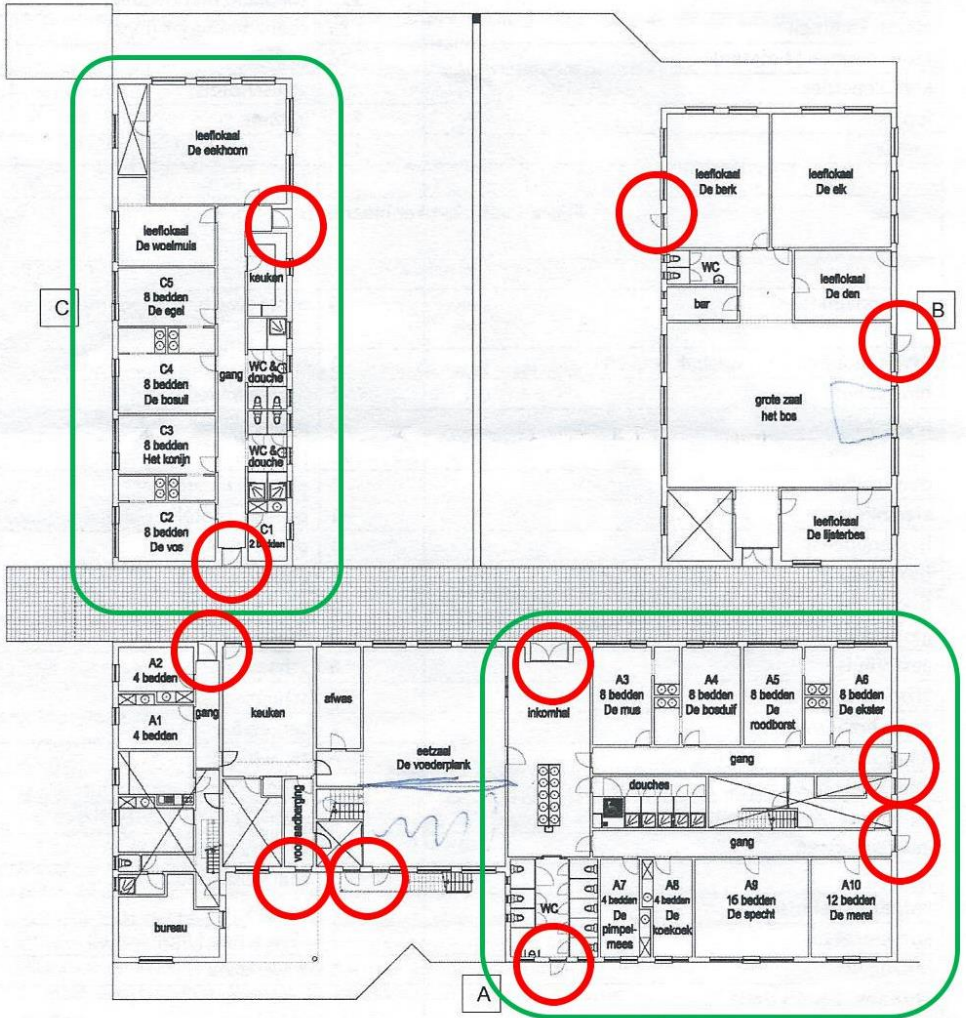 leeflokaal
De eekhoorn
leeflokaal
De woelmuis
keuken
C5
8 bedden
De egel
C
gang
C4
8 bedden
De bosuil
WC &
douche
C3
8 bedden
Het konijn
WC &
douche
C2
8 bedden
De vos
C1
2 bedden
leeflokaal
De berk
leeflokaal
De eik
WC
leeflokaal
De den
bar
B
grote zaal
het bos
leeflokaal
De lijsterbes
A2
4 bedden
gang
A1
4 bedden
keuken
afwas
eetzaal
De voederplank
voorraadberging
bureau
inkomhal
A3
8 bedden
De mus
A4
8 bedden
De bosduif
A5
8 bedden
De
roodborst
A6
8 bedden
De ekster
gang
douches
gang
WC
A7
4 bedden
De
pimpel-
mees
A8
4 bedden
De
koekoek
A9
16 bedden
De specht
A10
12 bedden
De merel
A